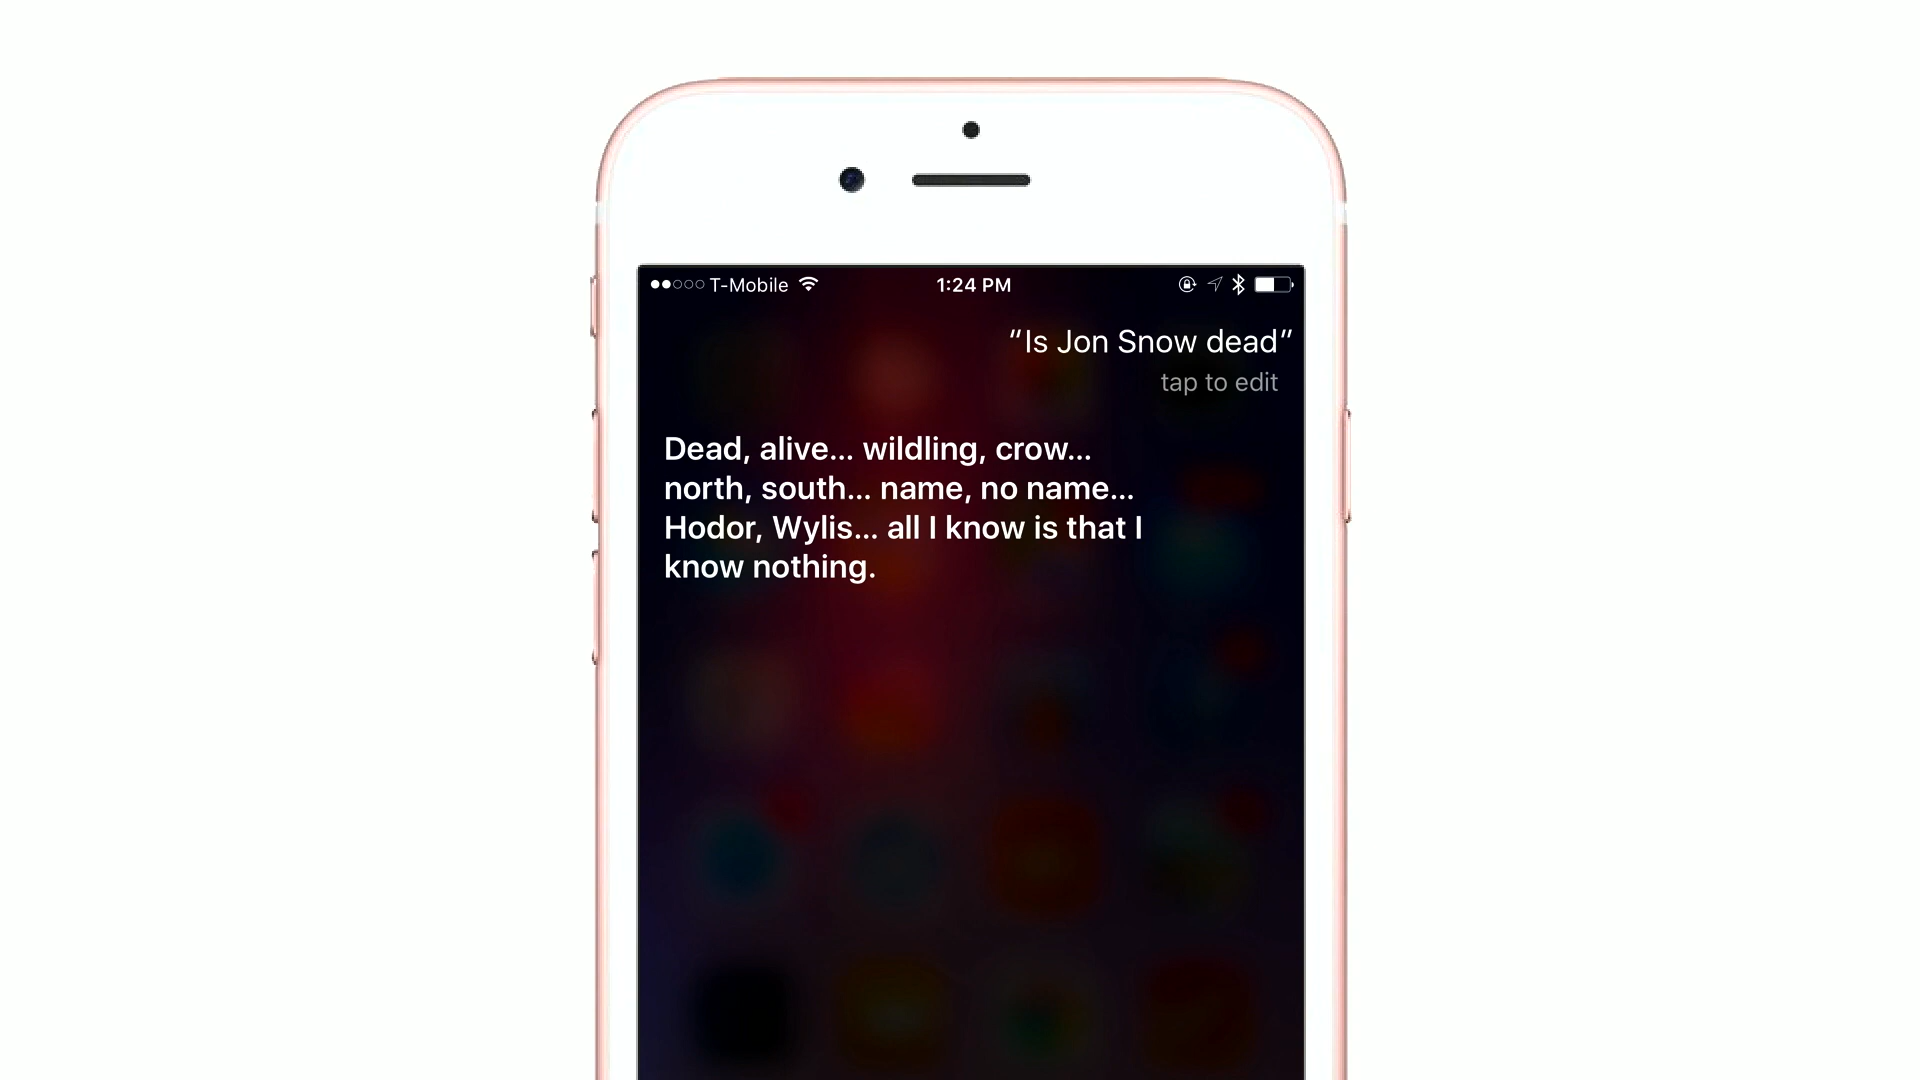 T-Mobile 1:24 PM
“Is Jon Snow dead”
tap to edit
Dead, alive... wildling, crow...
north, south... name, no name...
Hodor, Wylis... all I know is that I
know nothing.